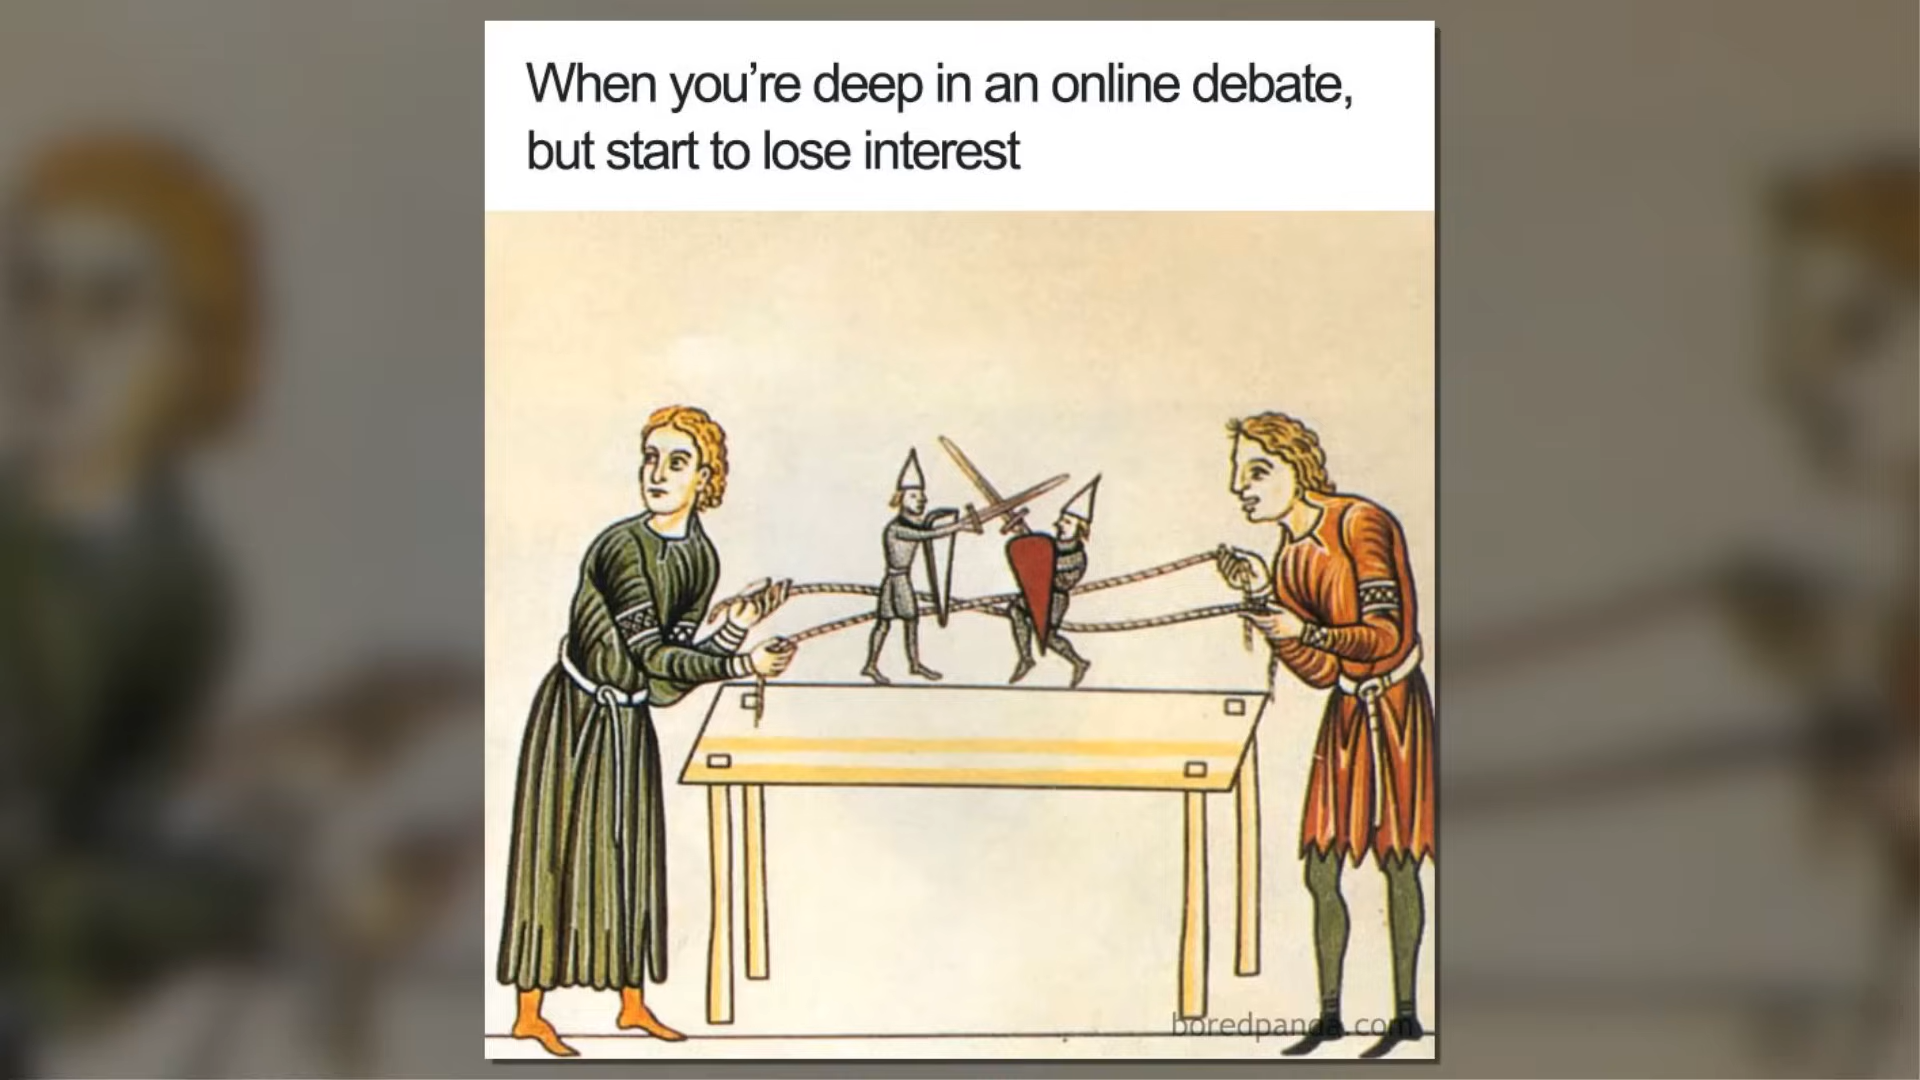 When you’re deep in an online debate,
but start to lose interest
boredpanda.com